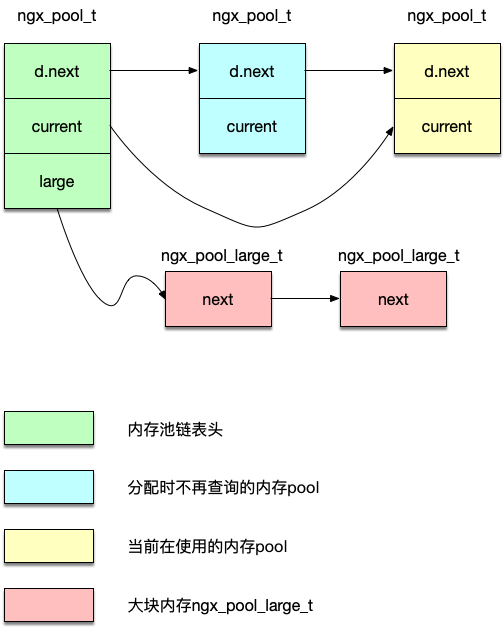 ngx_pool_t
ngx_pool_t
ngx_pool_t
d.next
d.next
d.next
current
current
current
large
ngx_pool_large_t
ngx_pool_large_t
next
next
内存池链表头
分配时不再查询的内存pool
当前在使用的内存pool
大块内存ngx_pool_large_t